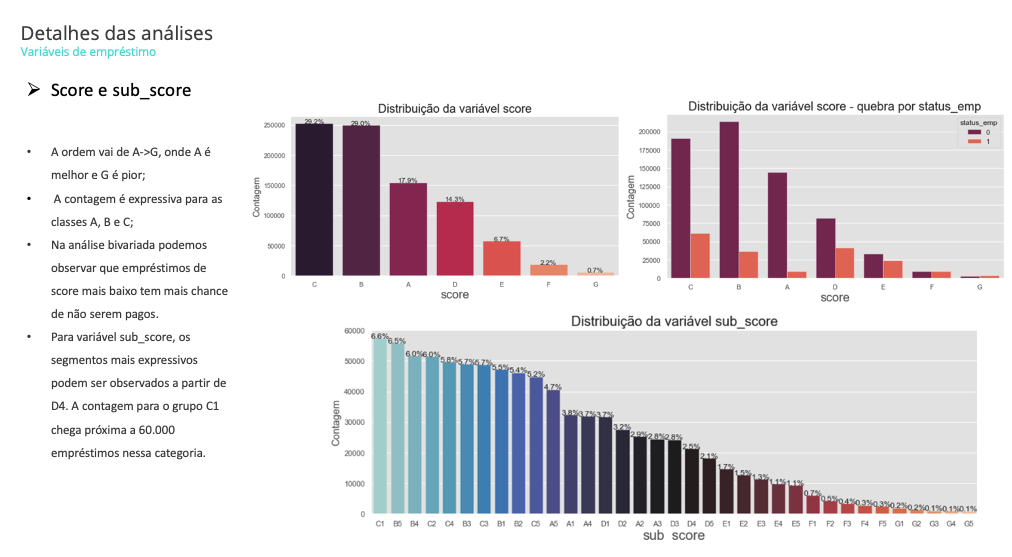 Detalhes das análises
Variáveis de empréstimo
➢ Score e sub_score
• A ordem vai de A->G, onde A é
melhor e G é pior;
• A contagem é expressiva para as
classes A, B e C;
• Na análise bivariada podemos
observar que empréstimos de
score mais baixo tem mais chance
de não serem pagos.
• Para variável sub_score, os
segmentos mais expressivos
podem ser observados a partir de
D4. A contagem para o grupo C1
chega próxima a 60.000
empréstimos nessa categoria.
Distribuição da variável score
Contagem
250000
200000
150000
100000
50000
0
29.2%
29.0%
17.9%
14.3%
6.7%
2.2%
0.7%
C B A D E F G
score
Distribuição da variável score - quebra por status_emp
status_emp
0
1
Contagem
200000
175000
150000
125000
100000
75000
50000
25000
0
C B A D E F G
score
Distribuição da variável sub_score
Contagem
60000
50000
40000
30000
20000
10000
0
6.6% 6.5% 6.0% 6.0% 5.8% 5.7% 5.7% 5.5% 5.4% 5.2% 4.7% 3.8% 3.7% 3.7% 3.2% 2.9% 2.8% 2.8% 2.5% 2.1% 1.7% 1.5% 1.3% 1.1% 1.1% 0.7% 0.5% 0.4% 0.3% 0.3% 0.2% 0.2% 0.1% 0.1% 0.1%
C1 B5 B4 C2 C4 B3 C3 B1 B2 C5 A5 A1 A4 D1 D2 A2 A3 D3 D4 D5 E1 E2 E3 E4 E5 F1 F2 F3 F4 F5 G1 G2 G3 G4 G5
sub_score